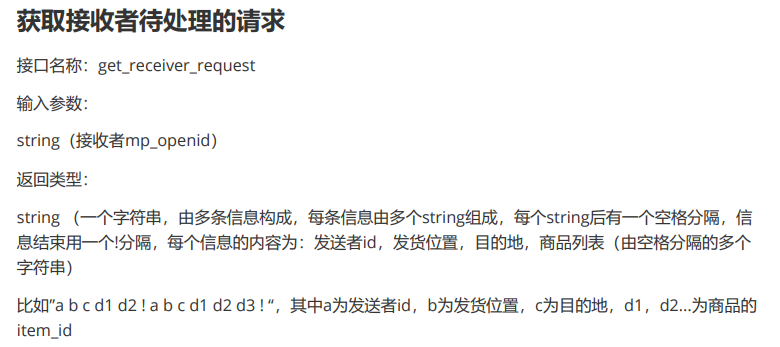 获取接收者待处理的请求
接口名称：get_receiver_request
输入参数：
string（接收者mp_openid）
返回类型：
string （一个字符串，由多条信息构成，每条信息由多个string组成，每个string后有一个空格分隔，信
息结束用一个!分隔，每个信息的内容为：发送者id，发货位置，目的地，商品列表（由空格分隔的多个
字符串）
比如”a b c d1 d2 ! a b c d1 d2 d3 ! “，其中a为发送者id，b为发货位置，c为目的地，d1，d2...为商品的
item_id